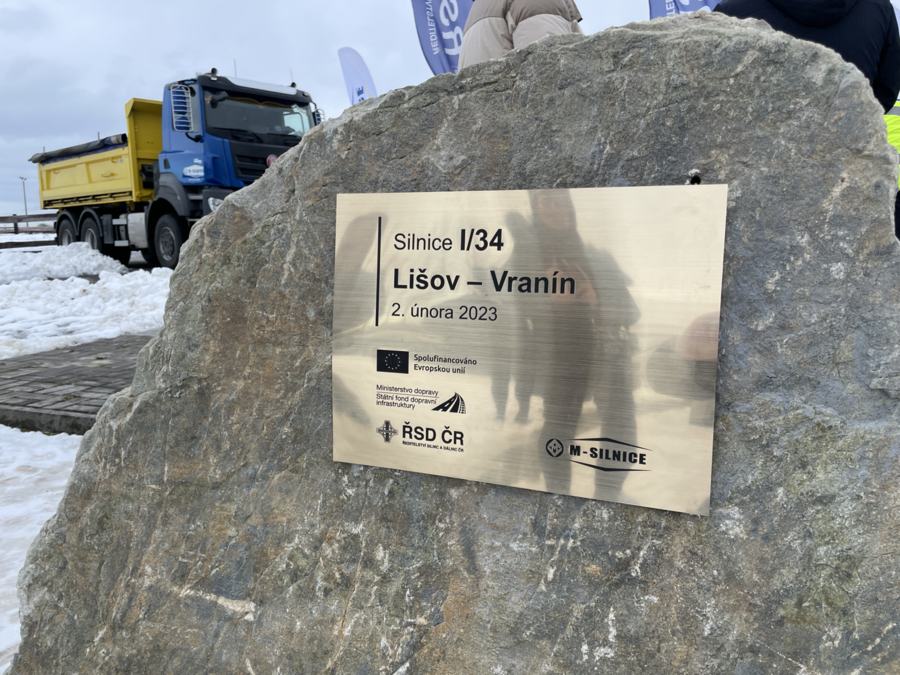 Silnice I/34
Lišov – Vranín
2. února 2023
Spolufinancováno
Evropskou unií
Ministerstvo dopravy
Státní fond dopravní
infrastruktury
ŘSD ČR
ŘEDITELSTVÍ SILNIC A DÁLNIC ČR
M-SILNICE